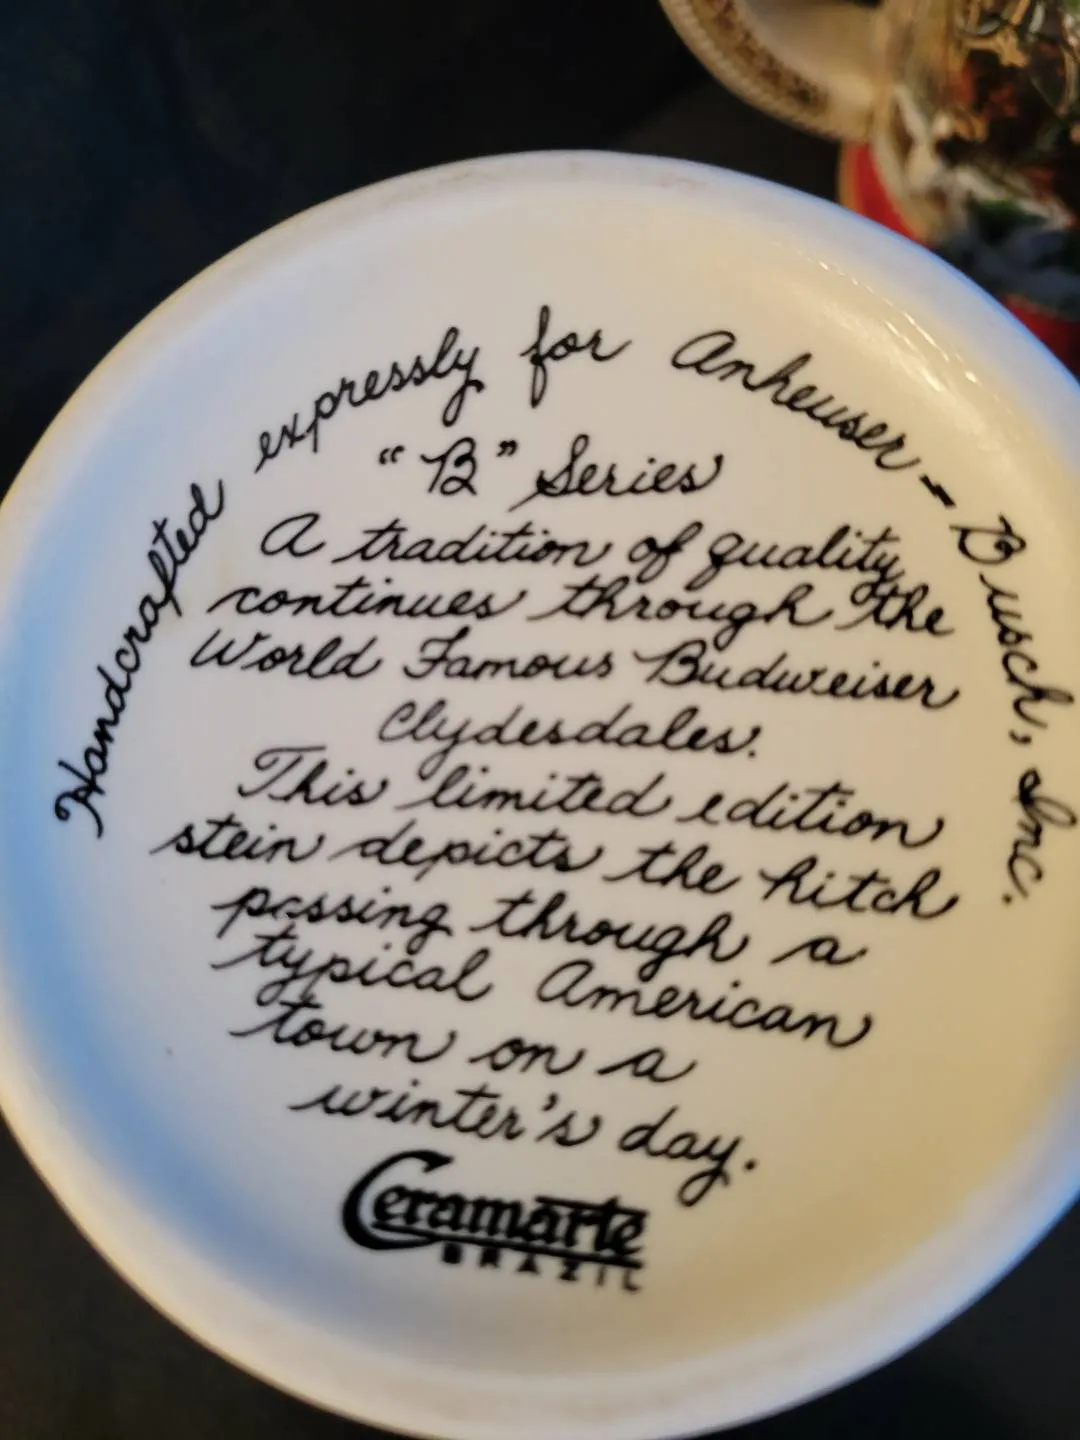 Handcrafted expressly for Anheuser-Busch, Inc.
"B" Series
A tradition of quality
continues through the
World Famous Budweiser
Clydesdales.
This limited edition
stein depicts the hitch
passing through a
typical American
town on a
winter's day.
Ceramarte
BRAZIL